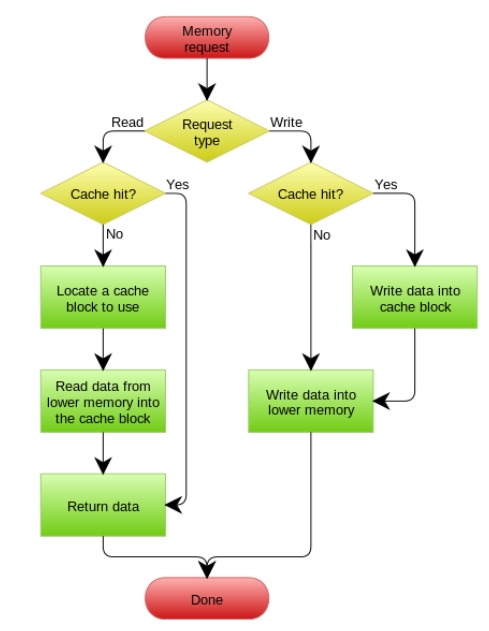 Memory
request
Read
Request
type
Write
Cache hit?
Yes
Cache hit?
Yes
No
No
Locate a cache
block to use
Write data into
cache block
Read data from
lower memory into
the cache block
Write data into
lower memory
Return data
Done